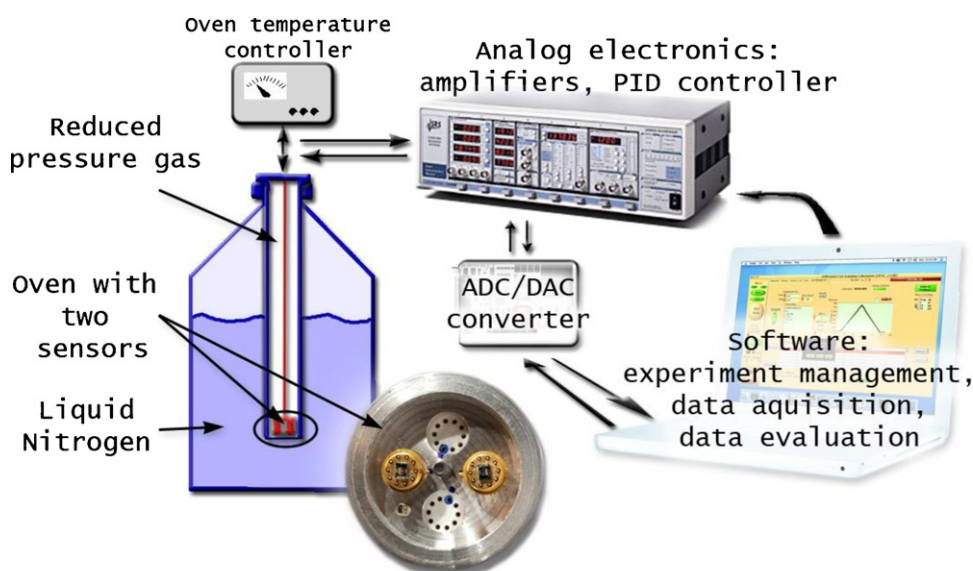 Oven temperature
controller
Analog electronics:
amplifiers, PID controller
Reduced
pressure gas
Oven with
two
sensors
ADC/DAC
converter
Liquid
Nitrogen
Software:
experiment management,
data aquisition,
data evaluation